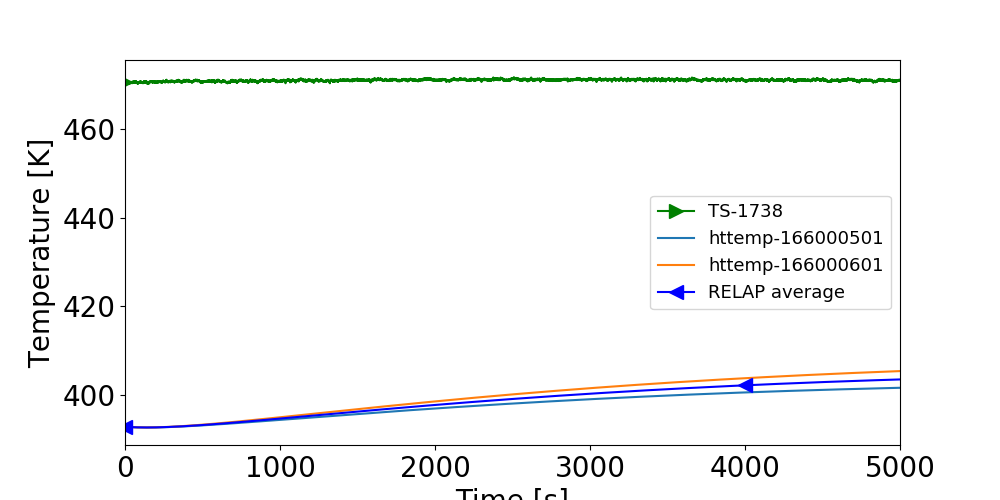 Temperature [K]
460
440
420
400
TS-1738
httemp-166000501
httemp-166000601
RELAP average
0 1000 2000 3000 4000 5000
Time [s]